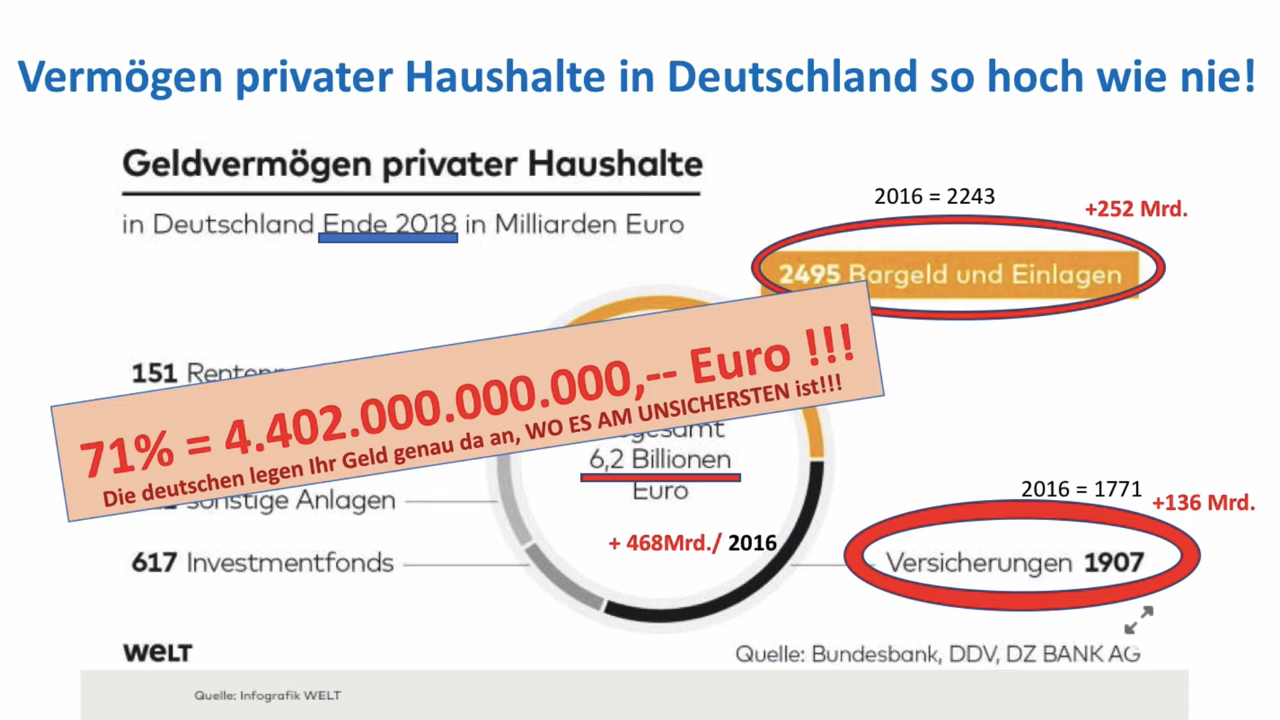 Vermögen privater Haushalte in Deutschland so hoch wie nie!
Geldvermögen privater Haushalte
in Deutschland Ende 2018 in Milliarden Euro
2016 = 2243
+252 Mrd.
2495 Bargeld und Einlagen
151
71% = 4.402.000.000.000,-- Euro !!!
Die deutschen legen Ihr Geld genau da an, WO ES AM UNSICHERSTEN ist!!!
6,2 Billionen
Euro
sonstige Anlagen
2016 = 1771
+136 Mrd.
+ 468Mrd./ 2016
617 Investmentfonds
Versicherungen 1907
WELT
Quelle: Bundesbank, DDV, DZ BANK AG
Quelle: Infografik WELT